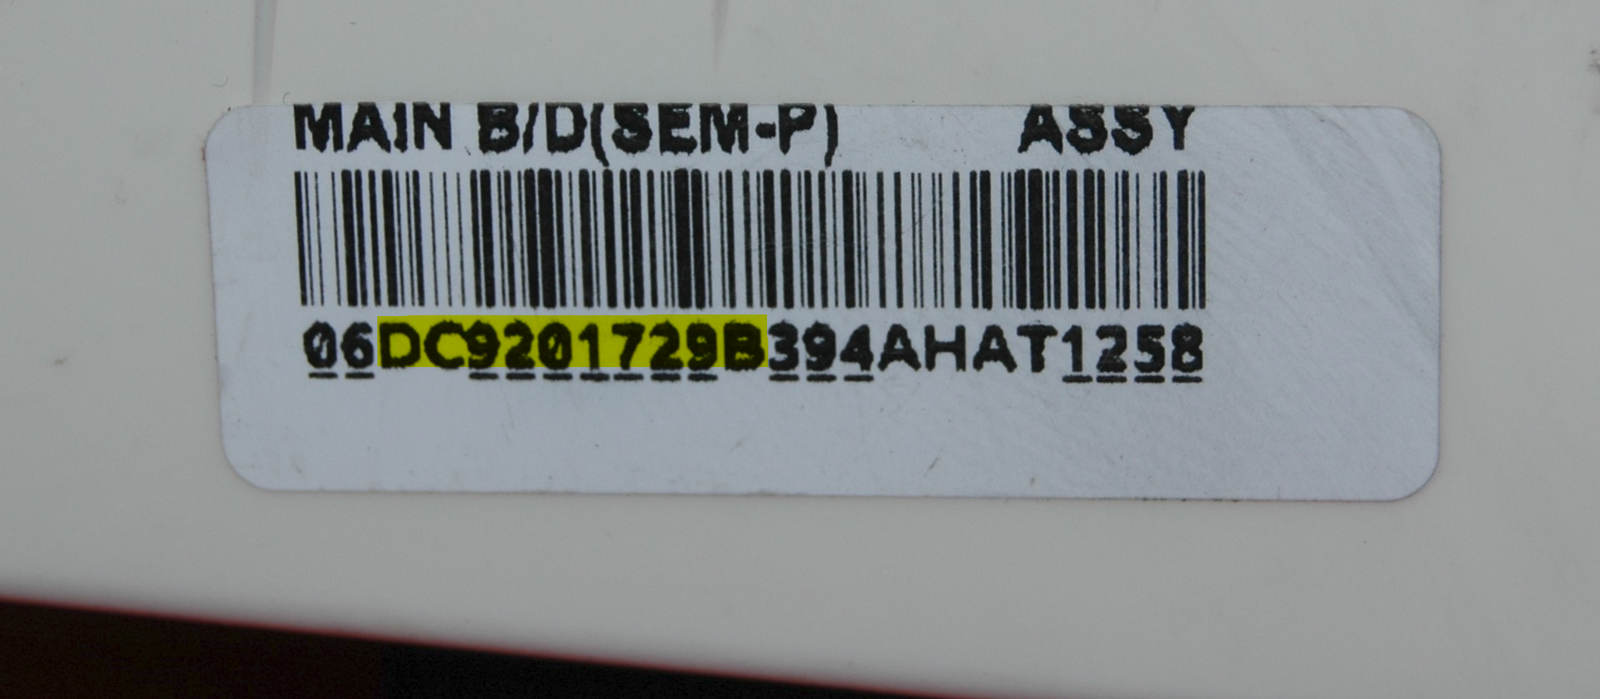 MAIN B/D(SEM-P) ASSY
06DC9201729B394AHAT1258